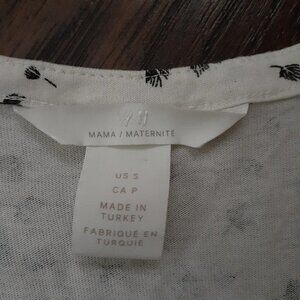 MAMA / MATERNITÉ
US S
CA P
MADE IN
TURKEY
FABRIQUÉ EN
TURQUIE